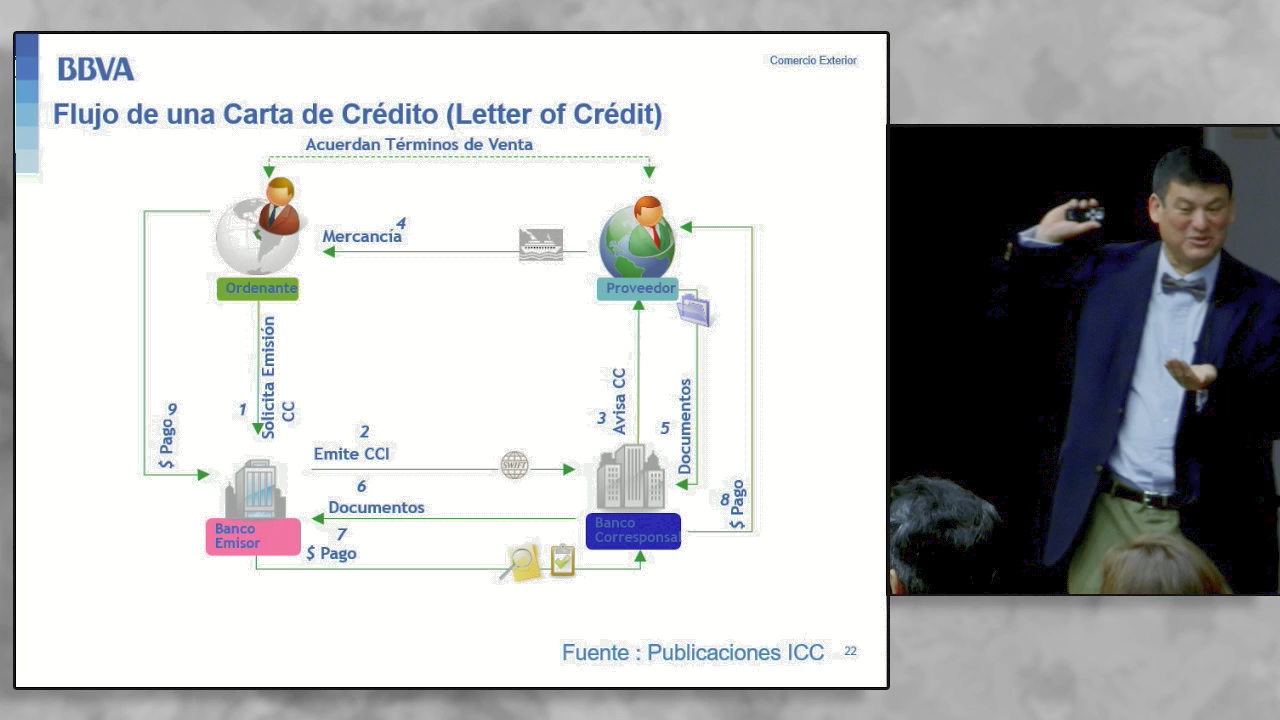 BBVA
Comercio Exterior
Flujo de una Carta de Crédito (Letter of Crédit)
Acuerdan Términos de Venta
4
Mercancía
Ordenante
Proveedor
1
Solicita Emisión
CC
9
$ Pago
2
Emite CCI
SWIFT
3
Avisa CC
5
Documentos
6
Documentos
8
$ Pago
Banco
Emisor
7
$ Pago
Banco
Corresponsal
Fuente : Publicaciones ICC
22